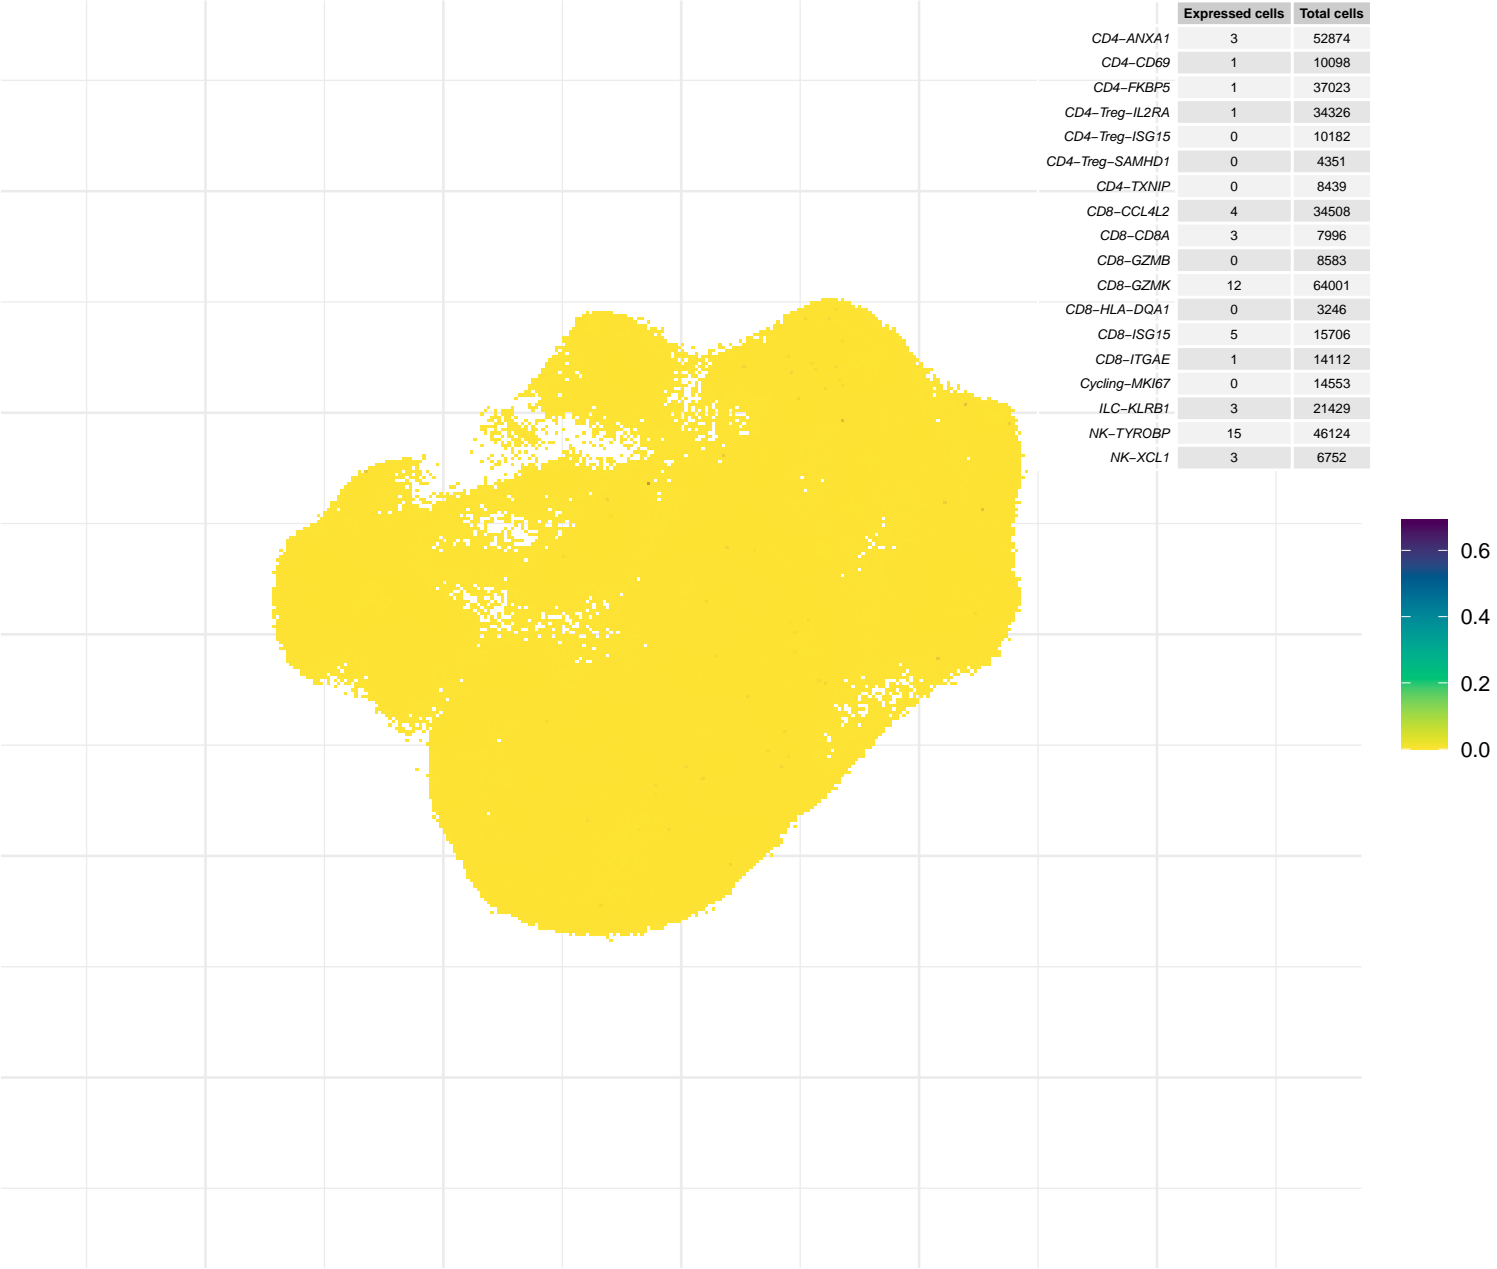 Expressed cells Total cells
CD4−ANXA1 3 52874
CD4−CD69 1 10098
CD4−FKBP5 1 37023
CD4−Treg−IL2RA 1 34326
CD4−Treg−ISG15 0 10182
CD4−Treg−SAMHD1 0 4351
CD4−TXNIP 0 8439
CD8−CCL4L2 4 34508
CD8−CD8A 3 7996
CD8−GZMB 0 8583
CD8−GZMK 12 64001
CD8−HLA−DQA1 0 3246
CD8−ISG15 5 15706
CD8−ITGAE 1 14112
Cycling−MKI67 0 14553
ILC−KLRB1 3 21429
NK−TYROBP 15 46124
NK−XCL1 3 6752
0.6
0.4
0.2
0.0